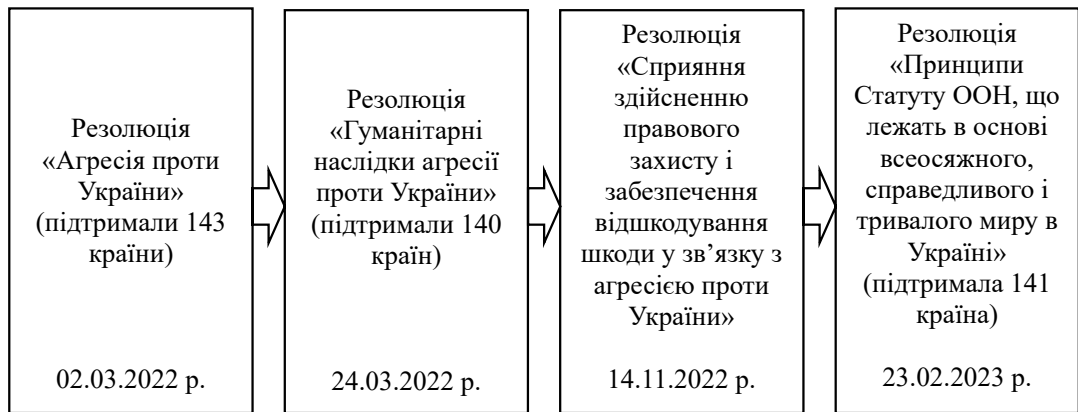 Резолюція
«Агресія проти
України»
(підтримали 143
країни)
02.03.2022 р.
Резолюція
«Гуманітарні
наслідки агресії
проти України»
(підтримали 140
країн)
24.03.2022 р.
Резолюція
«Сприяння
здійсненню
правового
захисту і
забезпечення
відшкодування
шкоди у зв’язку з
агресією проти
України»
14.11.2022 р.
Резолюція
«Принципи
Статуту ООН, що
лежать в основі
всеосяжного,
справедливого і
тривалого миру в
Україні»
(підтримала 141
країна)
23.02.2023 р.